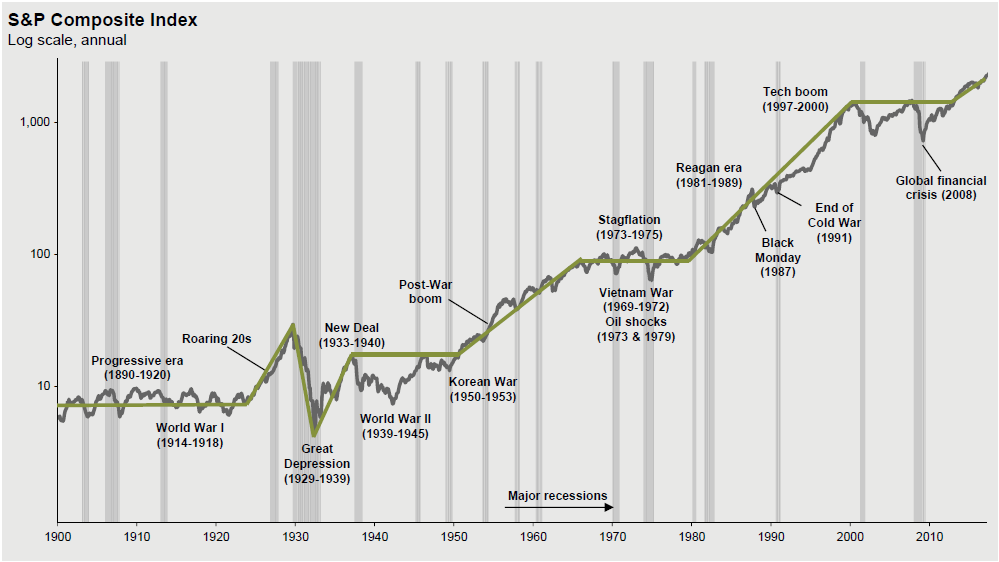 S&P Composite Index
Log scale, annual
Tech boom
(1997-2000)
1,000
Reagan era
(1981-1989)
Global financial
crisis (2008)
End of
Cold War
(1991)
Stagflation
(1973-1975)
Black
Monday
(1987)
100
Post-War
boom
Vietnam War
(1969-1972)
Oil shocks
(1973 & 1979)
New Deal
(1933-1940)
Roaring 20s
Progressive era
(1890-1920)
10
Korean War
(1950-1953)
World War I
(1914-1918)
World War II
(1939-1945)
Great
Depression
(1929-1939)
Major recessions
1900 1910 1920 1930 1940 1950 1960 1970 1980 1990 2000 2010